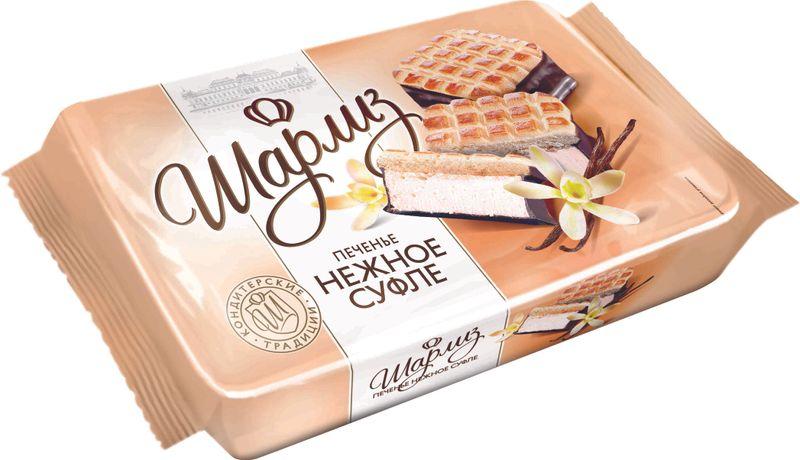 Шармэ
ПЕЧЕНЬЕ
НЕЖНОЕ
СУФЛЕ
КОНДИТЕРСКИЕ
ТРАДИЦИИ
Ш
Шармэ
ПЕЧЕНЬЕ НЕЖНОЕ СУФЛЕ